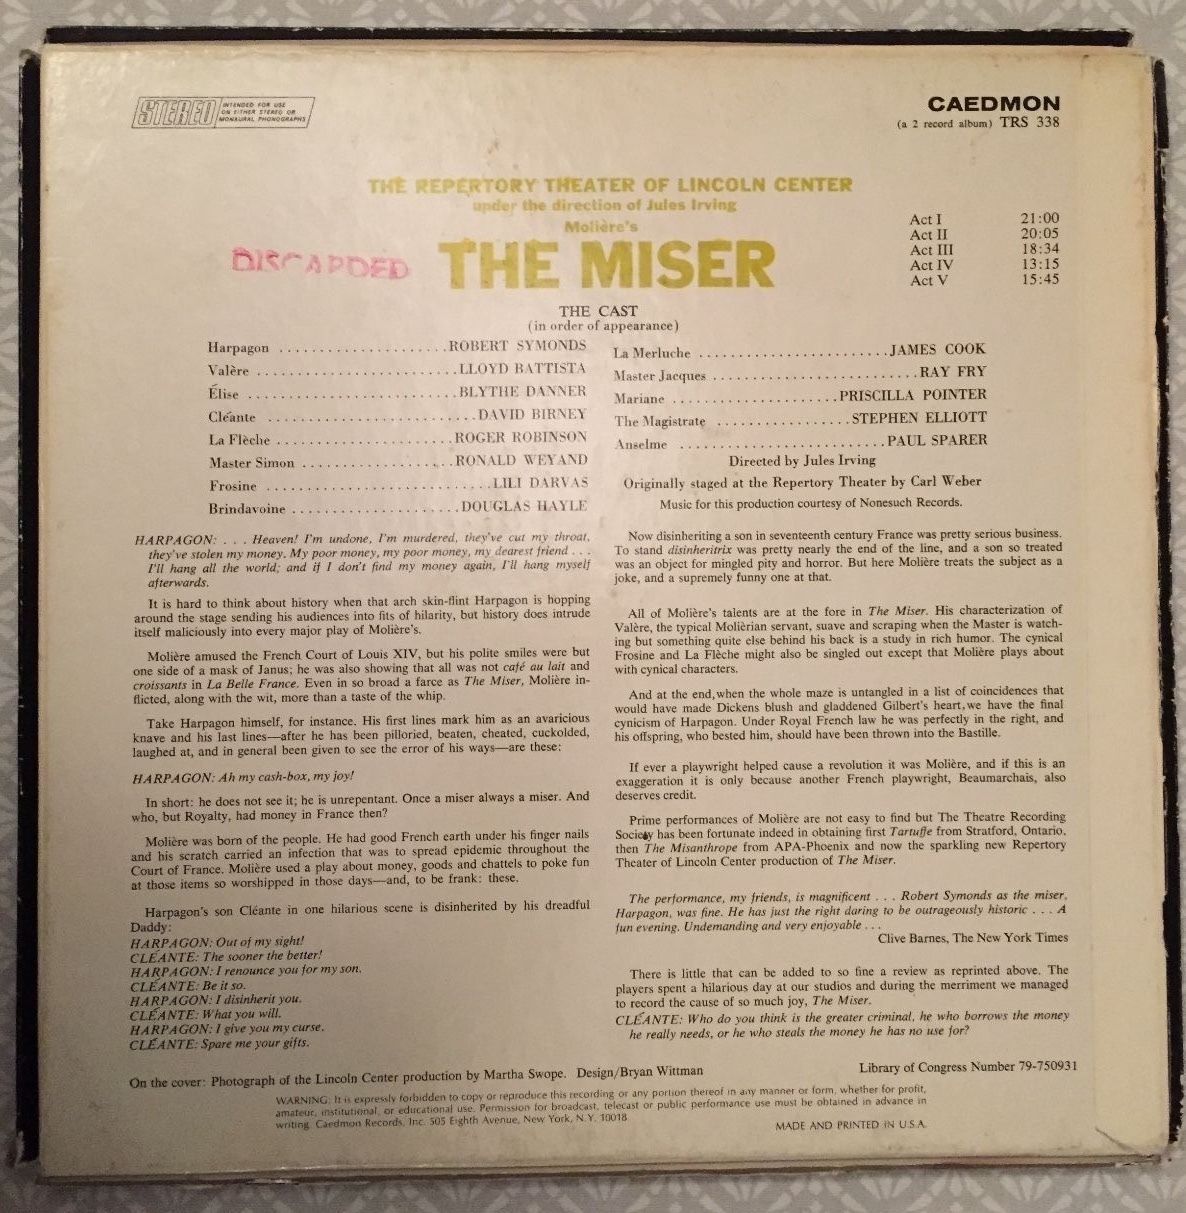 STEREO
INTENDED FOR USE
ON EITHER STEREO OR
MONAURAL PHONOGRAPHS
CAEDMON
(a 2 record album) TRS 338
THE REPERTORY THEATER OF LINCOLN CENTER
under the direction of Jules Irving
Molière's
THE MISER
DISCARDED
Act I 21:00
Act II 20:05
Act III 18:34
Act IV 13:15
Act V 15:45
THE CAST
(in order of appearance)
Harpagon ....................ROBERT SYMONDS
Valère ........................LLOYD BATTISTA
Élise .........................BLYTHE DANNER
Cléante .........................DAVID BIRNEY
La Flèche .....................ROGER ROBINSON
Master Simon ..................RONALD WEYAND
Frosine ...........................LILI DARVAS
Brindavoine ....................DOUGLAS HAYLE
La Merluche .......................JAMES COOK
Master Jacques .........................RAY FRY
Mariane ....................PRISCILLA POINTER
The Magistrate ................STEPHEN ELLIOTT
Anselme .........................PAUL SPARER
Directed by Jules Irving
Originally staged at the Repertory Theater by Carl Weber
Music for this production courtesy of Nonesuch Records.
HARPAGON: . . . Heaven! I'm undone, I'm murdered, they've cut my throat,
they've stolen my money. My poor money, my poor money, my dearest friend . . .
I'll hang all the world; and if I don't find my money again, I'll hang myself
afterwards.
It is hard to think about history when that arch skin-flint Harpagon is hopping
around the stage sending his audiences into fits of hilarity, but history does intrude
itself maliciously into every major play of Molière's.
Molière amused the French Court of Louis XIV, but his polite smiles were but
one side of a mask of Janus; he was also showing that all was not café au lait and
croissants in La Belle France. Even in so broad a farce as The Miser, Molière in-
flicted, along with the wit, more than a taste of the whip.
Take Harpagon himself, for instance. His first lines mark him as an avaricious
knave and his last lines—after he has been pilloried, beaten, cheated, cuckolded,
laughed at, and in general been given to see the error of his ways—are these:
HARPAGON: Ah my cash-box, my joy!
In short: he does not see it; he is unrepentant. Once a miser always a miser. And
who, but Royalty, had money in France then?
Molière was born of the people. He had good French earth under his finger nails
and his scratch carried an infection that was to spread epidemic throughout the
Court of France. Molière used a play about money, goods and chattels to poke fun
at those items so worshipped in those days—and, to be frank: these.
Harpagon's son Cléante in one hilarious scene is disinherited by his dreadful
Daddy:
HARPAGON: Out of my sight!
CLÉANTE: The sooner the better!
HARPAGON: I renounce you for my son.
CLÉANTE: Be it so.
HARPAGON: I disinherit you.
CLÉANTE: What you will.
HARPAGON: I give you my curse.
CLÉANTE: Spare me your gifts.
Now disinheriting a son in seventeenth century France was pretty serious business.
To stand disinheritrix was pretty nearly the end of the line, and a son so treated
was an object for mingled pity and horror. But here Molière treats the subject as a
joke, and a supremely funny one at that.
All of Molière's talents are at the fore in The Miser. His characterization of
Valère, the typical Molièrian servant, suave and scraping when the Master is watch-
ing but something quite else behind his back is a study in rich humor. The cynical
Frosine and La Flèche might also be singled out except that Molière plays about
with cynical characters.
And at the end, when the whole maze is untangled in a list of coincidences that
would have made Dickens blush and gladdened Gilbert's heart, we have the final
cynicism of Harpagon. Under Royal French law he was perfectly in the right, and
his offspring, who bested him, should have been thrown into the Bastille.
If ever a playwright helped cause a revolution it was Molière, and if this is an
exaggeration it is only because another French playwright, Beaumarchais, also
deserves credit.
Prime performances of Molière are not easy to find but The Theatre Recording
Society has been fortunate indeed in obtaining first Tartuffe from Stratford, Ontario,
then The Misanthrope from APA-Phoenix and now the sparkling new Repertory
Theater of Lincoln Center production of The Miser.
The performance, my friends, is magnificent . . . Robert Symonds as the miser,
Harpagon, was fine. He has just the right daring to be outrageously historic . . . A
fun evening. Undemanding and very enjoyable . . .
Clive Barnes, The New York Times
There is little that can be added to so fine a review as reprinted above. The
players spent a hilarious day at our studios and during the merriment we managed
to record the cause of so much joy, The Miser.
CLÉANTE: Who do you think is the greater criminal, he who borrows the money
he really needs, or he who steals the money he has no use for?
On the cover: Photograph of the Lincoln Center production by Martha Swope. Design/Bryan Wittman
Library of Congress Number 79-750931
WARNING: It is expressly forbidden to copy or reproduce this recording or any portion thereof in any manner or form, whether for profit,
amateur, institutional, or educational use. Permission for broadcast, telecast or public performance use must be obtained in advance in
writing. Caedmon Records, Inc. 505 Eighth Avenue, New York, N.Y. 10018
MADE AND PRINTED IN U.S.A.